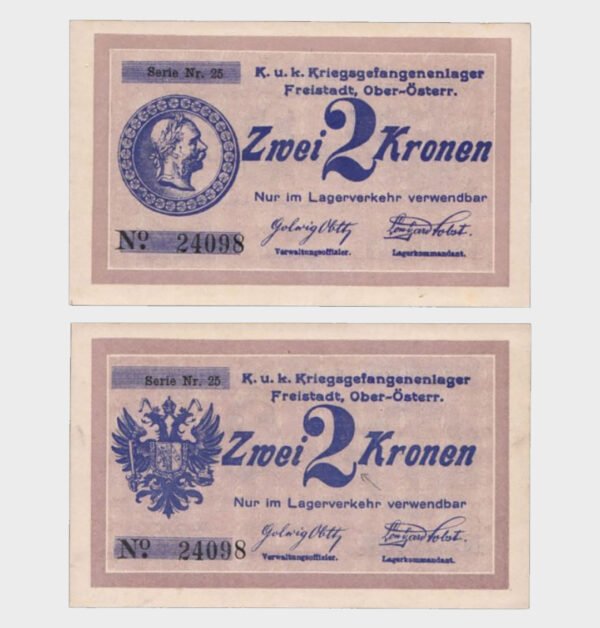 Serie Nr. 25
K. u. k. Kriegsgefangenenlager
Freistadt, Ober-Österr.
Zwei 2 Kronen
Nur im Lagerverkehr verwendbar
Verwaltungsoffizier. Lagerkommandant.
No. 24098
Serie Nr. 25
K. u. k. Kriegsgefangenenlager
Freistadt, Ober-Österr.
Zwei 2 Kronen
Nur im Lagerverkehr verwendbar
Verwaltungsoffizier. Lagerkommandant.
No. 24098